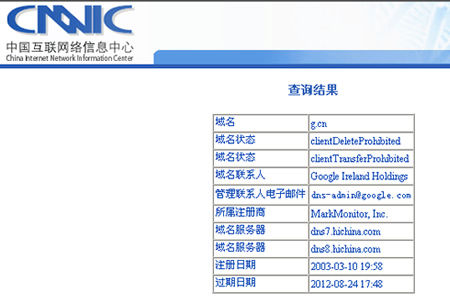 CNNIC
中国互联网络信息中心
China Internet Network Information Center
查询结果
域名 g.cn
域名状态 clientDeleteProhibited
域名状态 clientTransferProhibited
域名联系人 Google Ireland Holdings
管理联系人电子邮件 dns-admin@google.com
所属注册商 MarkMonitor, Inc.
域名服务器 dns7.hichina.com
域名服务器 dns8.hichina.com
注册日期 2003-03-10 19:58
过期日期 2012-08-24 17:48